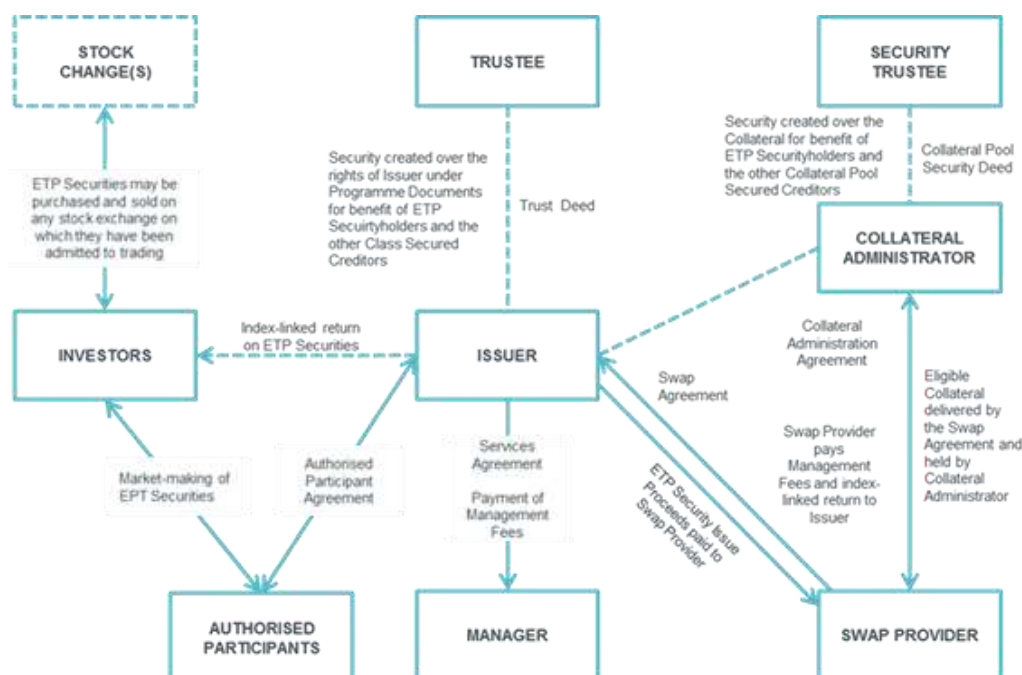 STOCK
CHANGE(S)
TRUSTEE
SECURITY
TRUSTEE
ETP Securities may be
purchased and sold on
any stock exchange on
which they have been
admitted to trading
Security created over the
rights of Issuer under
Programme Documents
for benefit of ETP
Secuirtyholders and the
other Class Secured
Creditors
Trust Deed
Security created over the
Collateral for benefit of
ETP Securityholders and
the other Collateral Pool
Secured Creditors
Collateral Pool
Security Deed
COLLATERAL
ADMINISTRATOR
INVESTORS
Index-linked return
on ETP Securities
ISSUER
Collateral
Administration
Agreement
Swap
Agreement
Eligible
Collateral
delivered by
the Swap
Agreement and
held by
Collateral
Administrator
Market-making of
EPT Securities
Authorised
Participant
Agreement
Services
Agreement
Payment of
Management
Fees
ETP Security Issue
Proceeds paid to
Swap Provider
Swap Provider
pays
Management
Fees and index-
linked return to
Issuer
AUTHORISED
PARTICIPANTS
MANAGER
SWAP PROVIDER